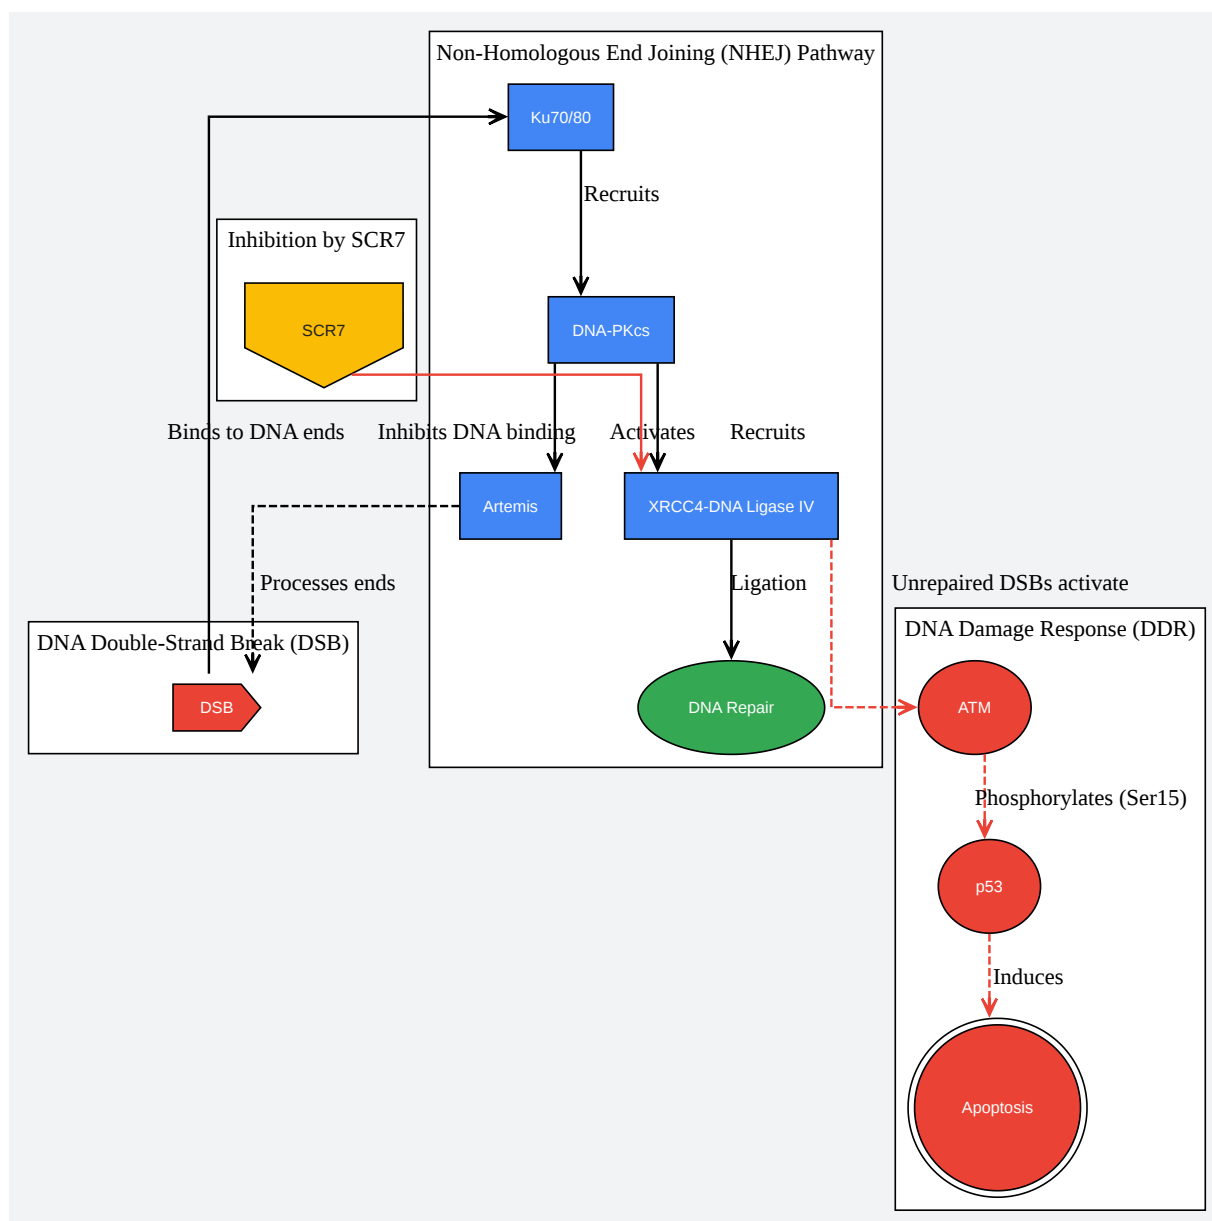 Non-Homologous End Joining (NHEJ) Pathway
Ku70/80
Recruits
Inhibition by SCR7
SCR7
DNA-PKcs
Binds to DNA ends
Inhibits DNA binding
Activates
Recruits
Artemis
XRCC4-DNA Ligase IV
Processes ends
Ligation
Unrepaired DSBs activate
DNA Double-Strand Break (DSB)
DNA Damage Response (DDR)
DSB
DNA Repair
ATM
Phosphorylates (Ser15)
p53
Induces
Apoptosis